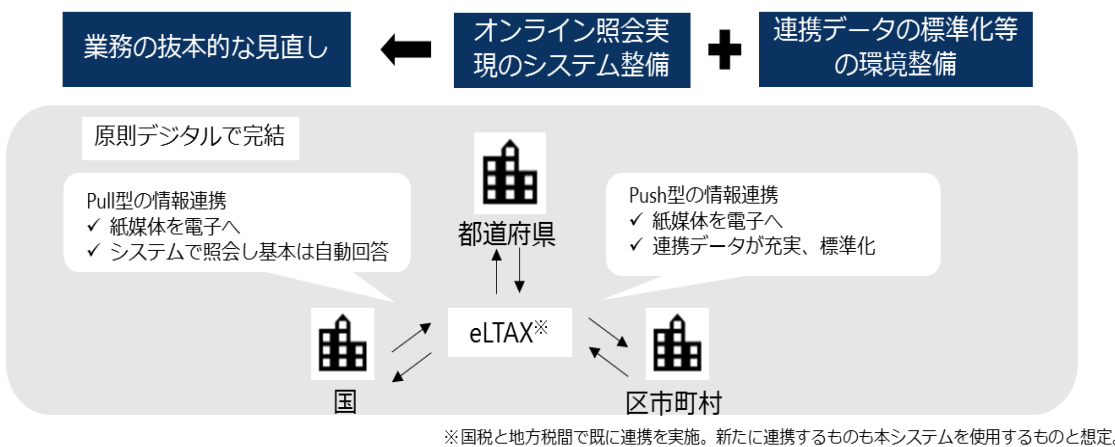 業務の抜本的な見直し
オンライン照会実
現のシステム整備
連携データの標準化等
の環境整備
原則デジタルで完結
Pull型の情報連携
✓ 紙媒体を電子へ
✓ システムで照会し基本は自動回答
都道府県
Push型の情報連携
✓ 紙媒体を電子へ
✓ 連携データが充実、標準化
eLTAX※
国
区市町村
※国税と地方税間で既に連携を実施。新たに連携するものも本システムを使用するものと想定。